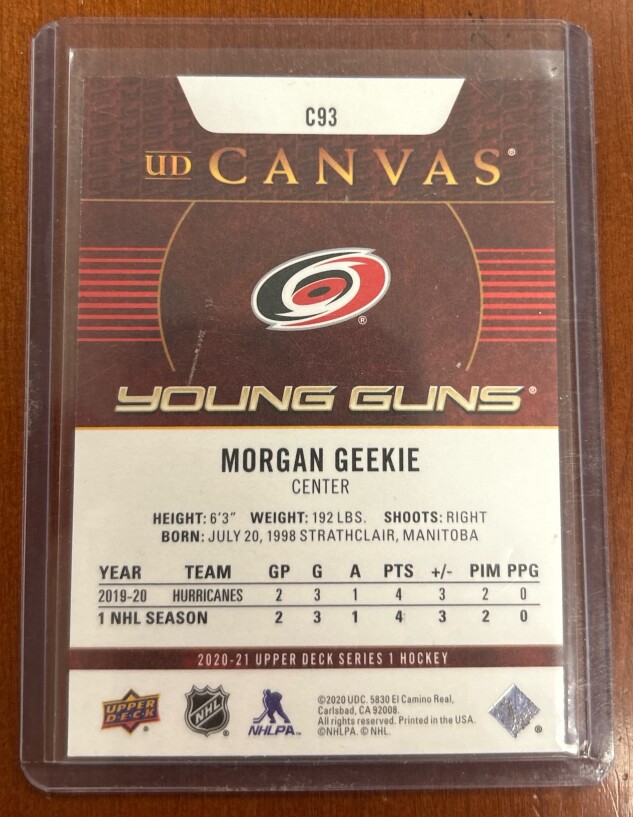 C93
UD CANVAS®
®
YOUNG GUNS®
MORGAN GEEKIE
CENTER
HEIGHT: 6'3" WEIGHT: 192 LBS. SHOOTS: RIGHT
BORN: JULY 20, 1998 STRATHCLAIR, MANITOBA
YEAR TEAM GP G A PTS +/- PIM PPG
2019-20 HURRICANES 2 3 1 4 3 2 0
1 NHL SEASON 2 3 1 4 3 2 0
2020-21 UPPER DECK SERIES 1 HOCKEY
UPPER DECK®
NHL®
NHLPA™
©2020 UDC. 5830 El Camino Real,
Carlsbad, CA 92008.
All rights reserved. Printed in the USA.
©NHLPA. © NHL.
®